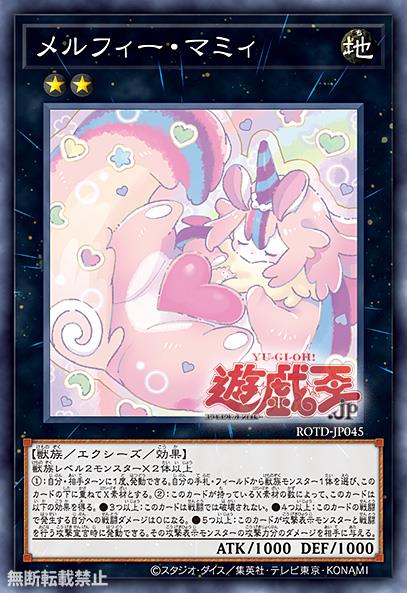 メルフィー・マミィ
地
YU-GI-OH!
遊戯王.jp
ROTD-JP045
【獣族/エクシーズ/効果】
獣族レベル2モンスター×2体以上
①:自分・相手ターンに1度、発動できる。自分の手札・フィールドから獣族モンスター1体を選び、この
カードの下に重ねてX素材とする。②:このカードが持っているX素材の数によって、このカードは
以下の効果を得る。●3つ以上:このカードは戦闘では破壊されない。●4つ以上:このカードの戦闘
で発生する自分への戦闘ダメージは0になる。●5つ以上:このカードが攻撃表示モンスターと戦闘
を行う攻撃宣言時に発動できる。その攻撃表示モンスターの攻撃力分のダメージを相手に与える。
ATK/1000 DEF/1000
無断転載禁止
©スタジオ・ダイス/集英社・テレビ東京・KONAMI